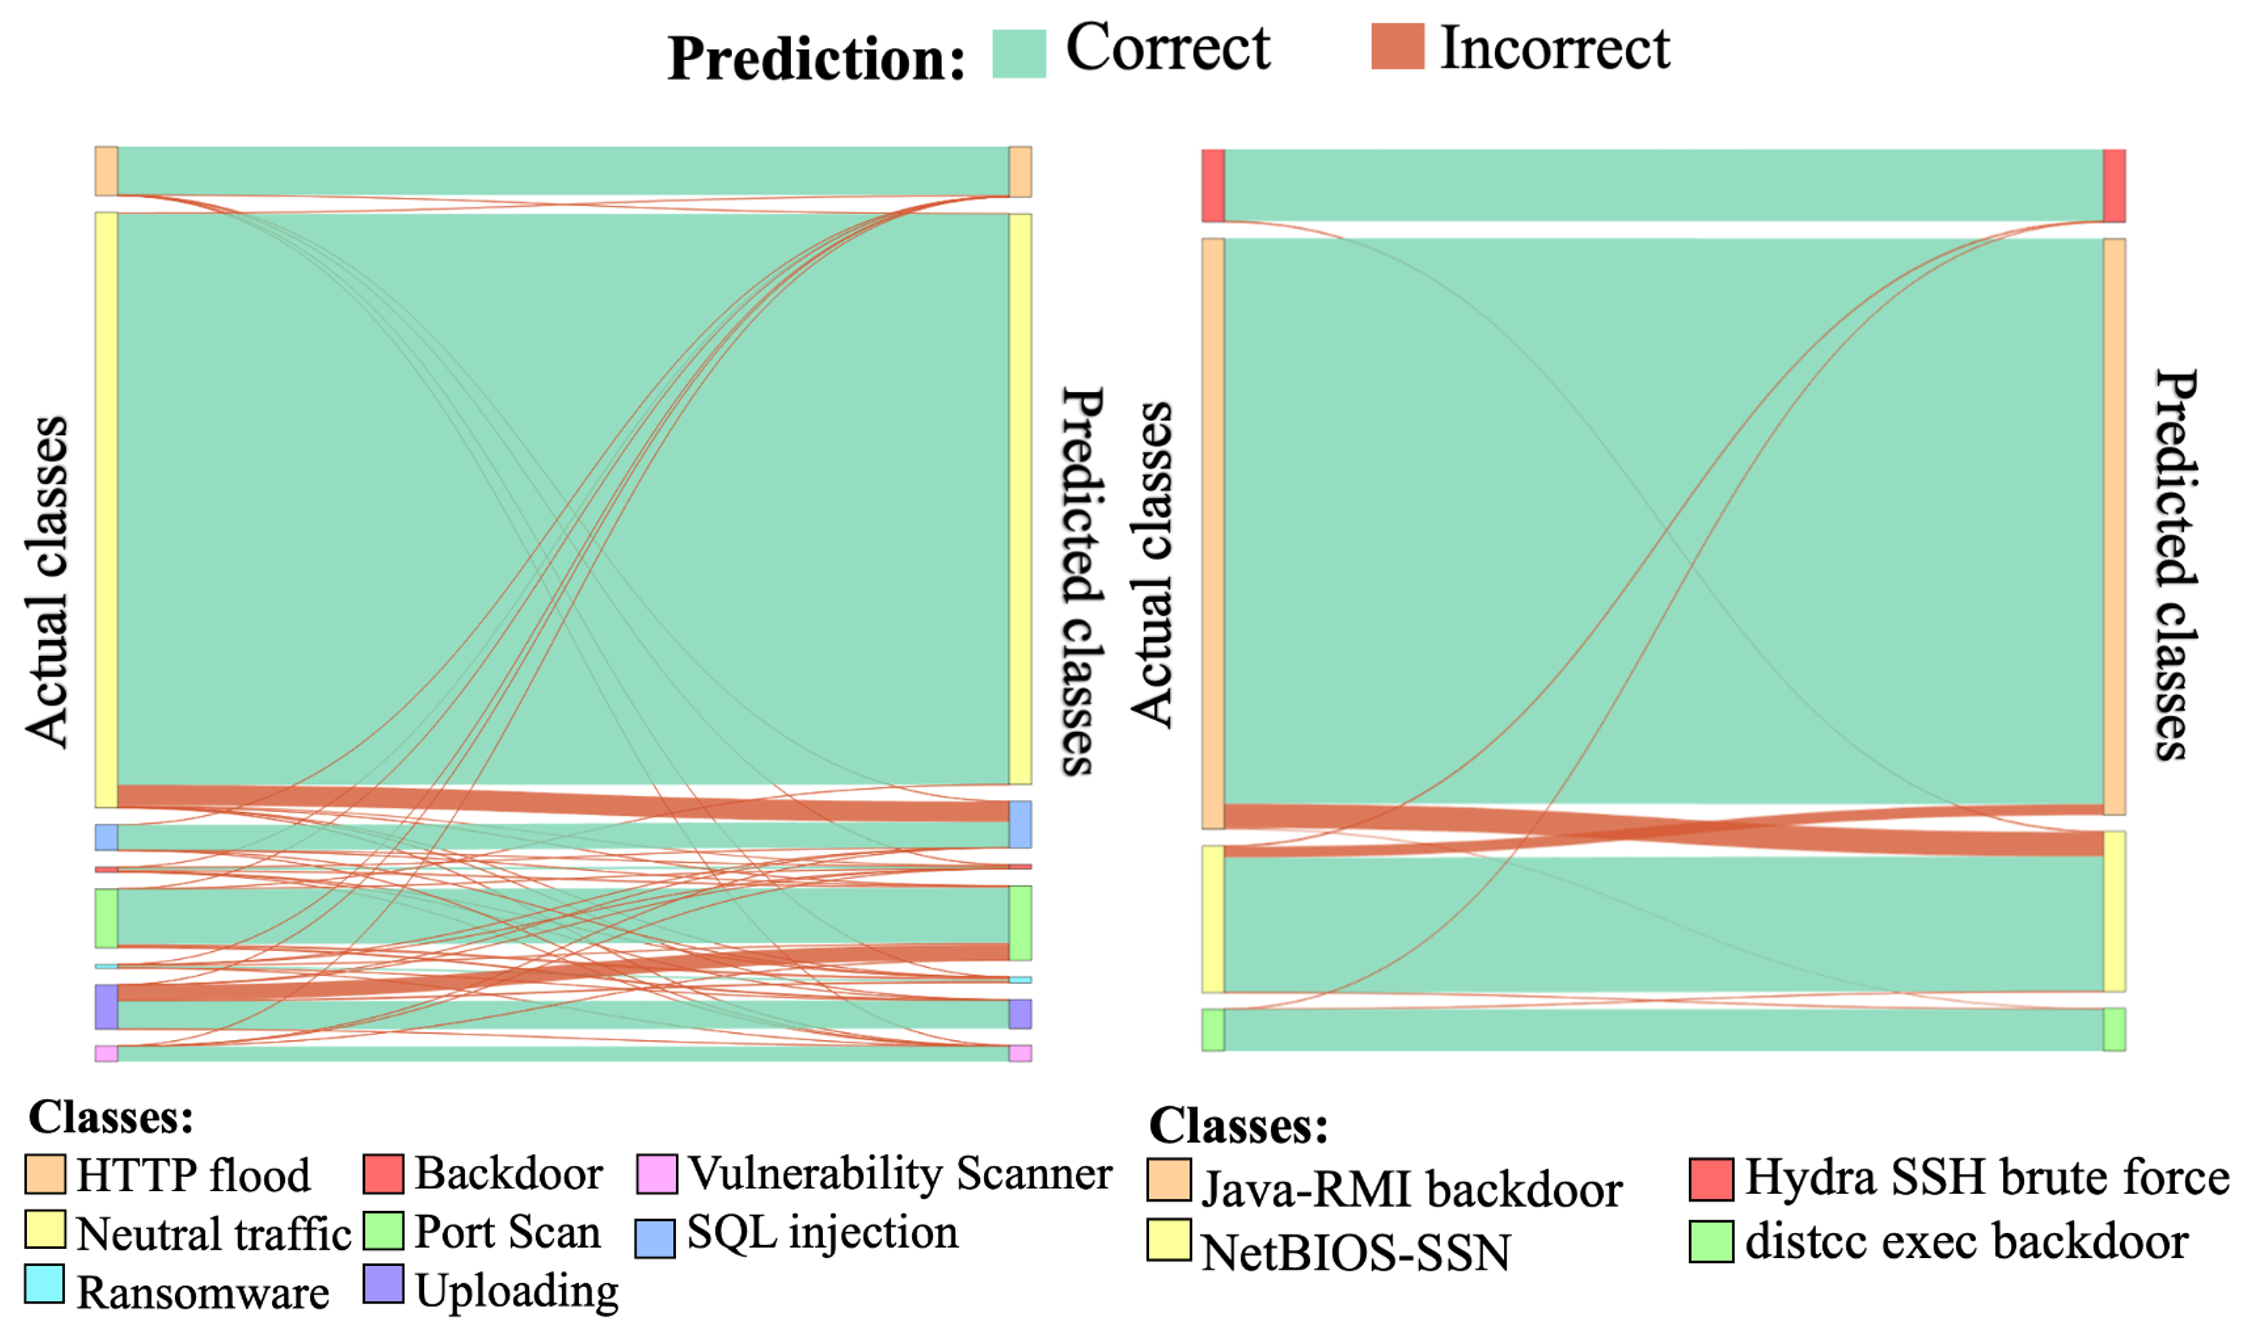 Prediction: Correct Incorrect
Actual classes
Predicted classes
Actual classes
Predicted classes
Classes:
HTTP flood Backdoor Vulnerability Scanner
Neutral traffic Port Scan SQL injection
Ransomware Uploading
Classes:
Java-RMI backdoor Hydra SSH brute force
NetBIOS-SSN distcc exec backdoor